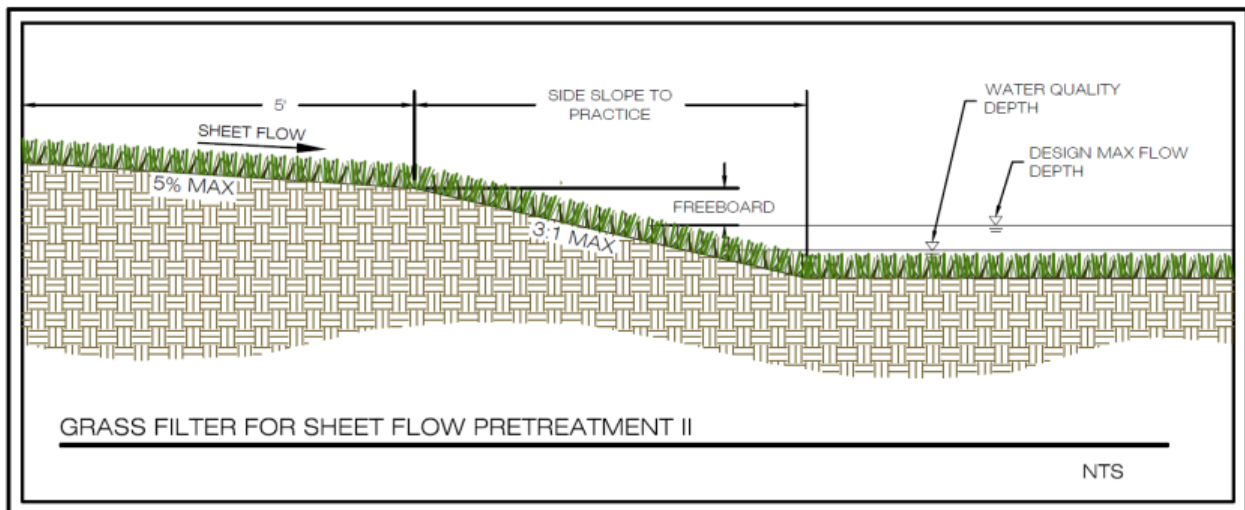 5'
SIDE SLOPE TO
PRACTICE
WATER QUALITY
DEPTH
SHEET FLOW
DESIGN MAX FLOW
DEPTH
5% MAX
FREEBOARD
3:1 MAX
GRASS FILTER FOR SHEET FLOW PRETREATMENT II
NTS